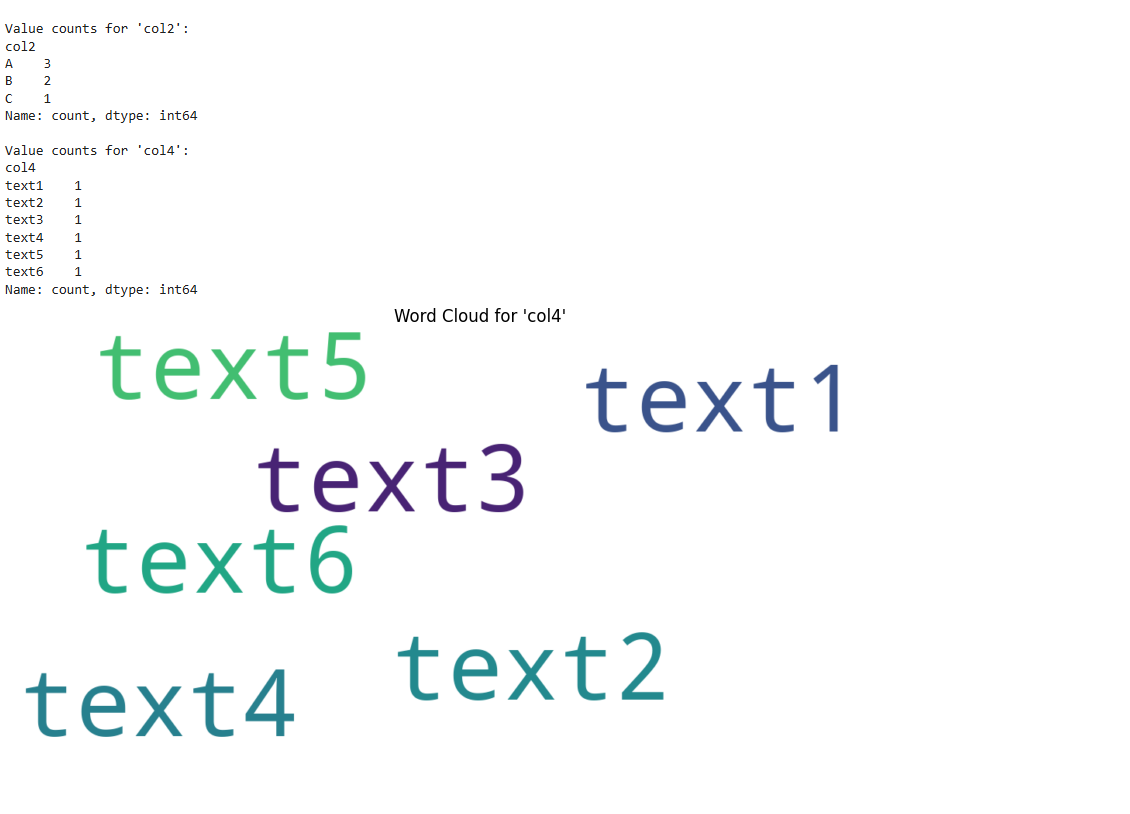 Value counts for 'col2':
col2
A    3
B    2
C    1
Name: count, dtype: int64
Value counts for 'col4':
col4
text1    1
text2    1
text3    1
text4    1
text5    1
text6    1
Name: count, dtype: int64
Word Cloud for 'col4'
text5
text1
text3
text6
text2
text4